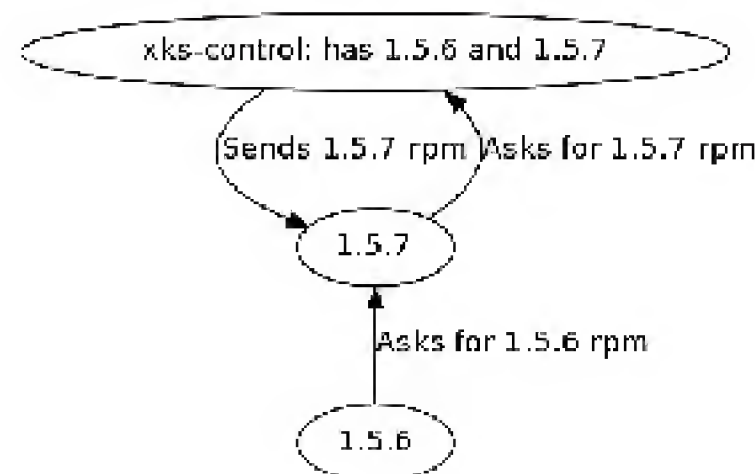 xks-control: has 1.5.6 and 1.5.7
Sends 1.5.7 rpm
Asks for 1.5.7 rpm
1.5.7
Asks for 1.5.6 rpm
1.5.6